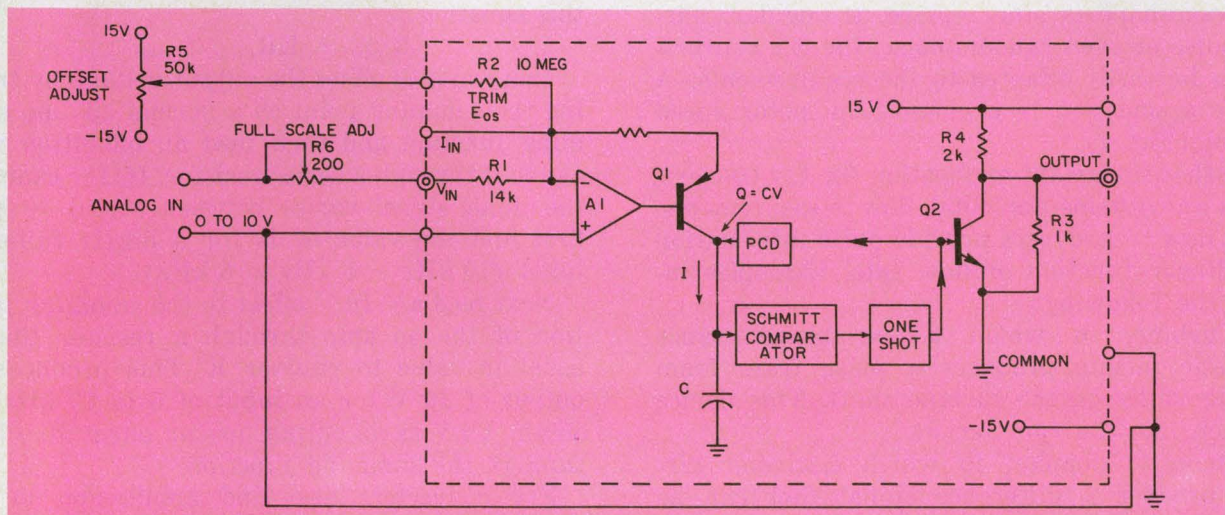 15V
R5
50k
OFFSET
ADJUST
-15V
FULL SCALE ADJ
R6
200
ANALOG IN
0 TO 10 V
R2 10 MEG
TRIM
EOS
IIN
VIN
R1
14k
-
A1
+
Q1
Q = CV
PCD
I
SCHMITT
COMPAR-
ATOR
ONE
SHOT
C
15 V
R4
2k
OUTPUT
Q2
R3
1k
COMMON
-15V